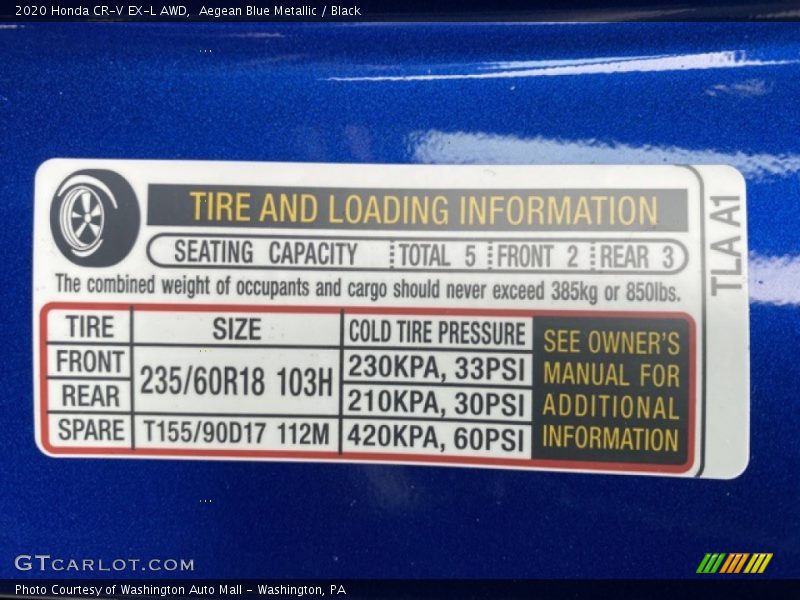 2020 Honda CR-V EX-L AWD,  Aegean Blue Metallic / Black
TIRE AND LOADING INFORMATION
SEATING CAPACITY TOTAL 5 FRONT 2 REAR 3
The combined weight of occupants and cargo should never exceed 385kg or 850lbs.
TIRE SIZE COLD TIRE PRESSURE
FRONT 235/60R18 103H 230KPA, 33PSI
REAR 210KPA, 30PSI
SPARE T155/90D17 112M 420KPA, 60PSI
SEE OWNER'S
MANUAL FOR
ADDITIONAL
INFORMATION
TLA A1
GTCARLOT.COM
Photo Courtesy of Washington Auto Mall - Washington, PA